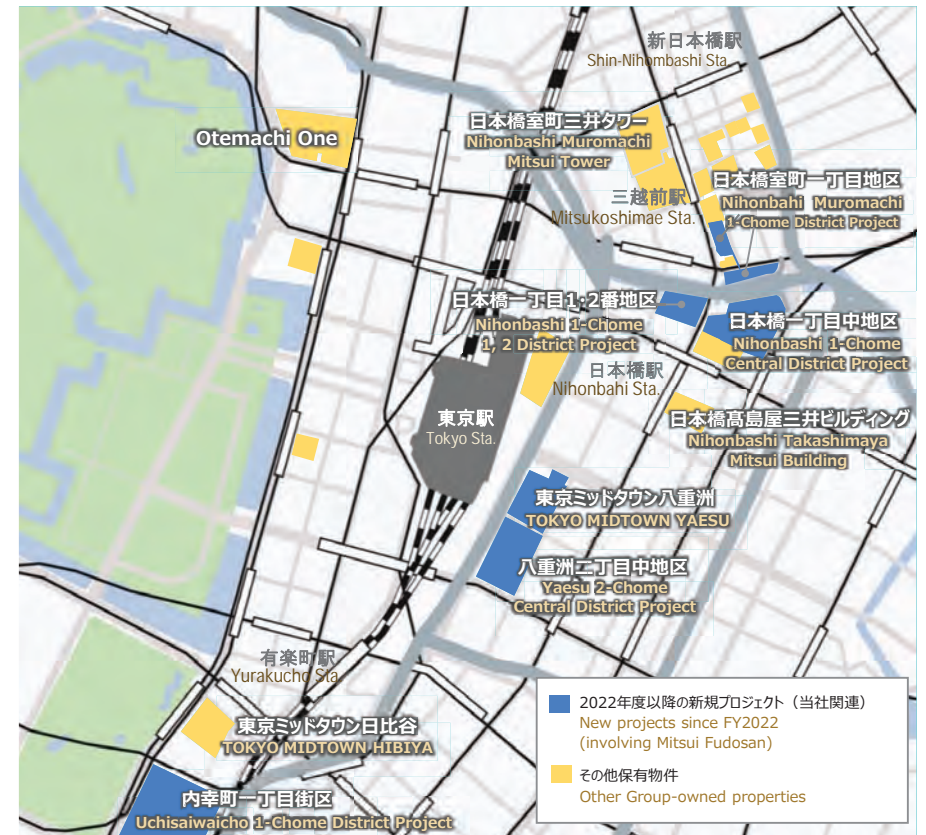 新日本橋駅
Shin-Nihombashi Sta.
Otemachi One
日本橋室町三井タワー
Nihonbashi Muromachi
Mitsui Tower
三越前駅
Mitsukoshimae Sta.
日本橋室町一丁目地区
Nihonbahi Muromachi
1-Chome District Project
日本橋一丁目1・2番地区
Nihonbashi 1-Chome
1, 2 District Project
日本橋一丁目中地区
Nihonbashi 1-Chome
Central District Project
日本橋駅
Nihonbahi Sta.
東京駅
Tokyo Sta.
日本橋髙島屋三井ビルディング
Nihonbashi Takashimaya
Mitsui Building
東京ミッドタウン八重洲
TOKYO MIDTOWN YAESU
八重洲二丁目中地区
Yaesu 2-Chome
Central District Project
有楽町駅
Yurakucho Sta.
東京ミッドタウン日比谷
TOKYO MIDTOWN HIBIYA
内幸町一丁目街区
Uchisaiwaicho 1-Chome District Project
2022年度以降の新規プロジェクト（当社関連）
New projects since FY2022
(involving Mitsui Fudosan)
その他保有物件
Other Group-owned properties